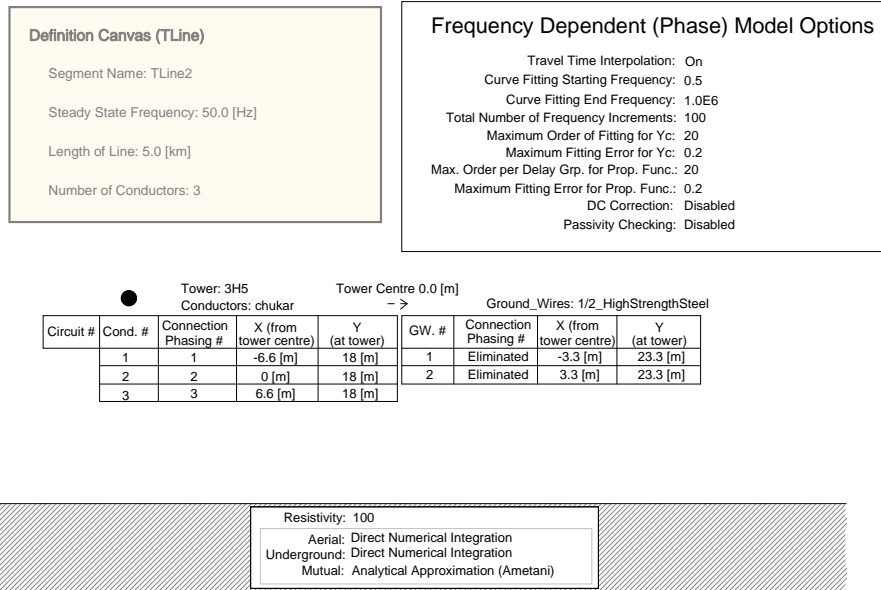 Definition Canvas (TLine)
Segment Name: TLine2
Steady State Frequency: 50.0 [Hz]
Length of Line: 5.0 [km]
Number of Conductors: 3
Frequency Dependent (Phase) Model Options
Travel Time Interpolation: On
Curve Fitting Starting Frequency: 0.5
Curve Fitting End Frequency: 1.0E6
Total Number of Frequency Increments: 100
Maximum Order of Fitting for Yc: 20
Maximum Fitting Error for Yc: 0.2
Max. Order per Delay Grp. for Prop. Func.: 20
Maximum Fitting Error for Prop. Func.: 0.2
DC Correction: Disabled
Passivity Checking: Disabled
Tower: 3H5 Tower Centre 0.0 [m]
Conductors: chukar
Circuit # Cond. # Connection Phasing # X (from tower centre) Y (at tower)
1 1 -6.6 [m] 18 [m]
2 2 0 [m] 18 [m]
3 3 6.6 [m] 18 [m]
Ground_Wires: 1/2_HighStrengthSteel
GW. # Connection Phasing # X (from tower centre) Y (at tower)
1 Eliminated -3.3 [m] 23.3 [m]
2 Eliminated 3.3 [m] 23.3 [m]
Resistivity: 100
Aerial: Direct Numerical Integration
Underground: Direct Numerical Integration
Mutual: Analytical Approximation (Ametani)